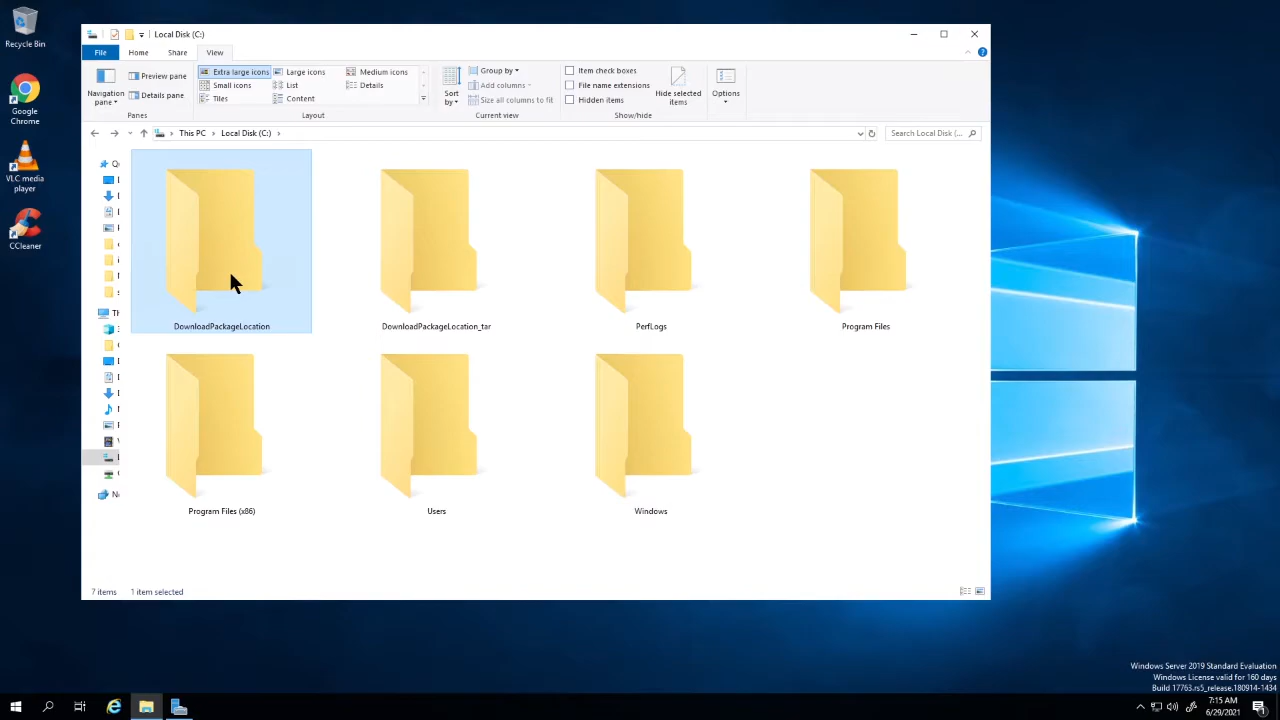 Recycle Bin
Google
Chrome
VLC media
player
CCleaner
Local Disk (C:)
File
Home
Share
View
Navigation
pane
Preview pane
Details pane
Panes
Extra large icons
Large icons
Medium icons
Small icons
List
Details
Tiles
Content
Layout
Sort
by
Group by
Add columns
Size all columns to fit
Current view
Item check boxes
File name extensions
Hidden items
Hide selected
items
Show/hide
Options
This PC
Local Disk (C:)
Search Local Disk (...
DownloadPackageLocation
DownloadPackageLocation_tar
PerfLogs
Program Files
Program Files (x86)
Users
Windows
7 items
1 item selected
Windows Server 2019 Standard Evaluation
Windows License valid for 160 days
Build 17763.rs5_release.180914-1434
7:15 AM
6/29/2021
1